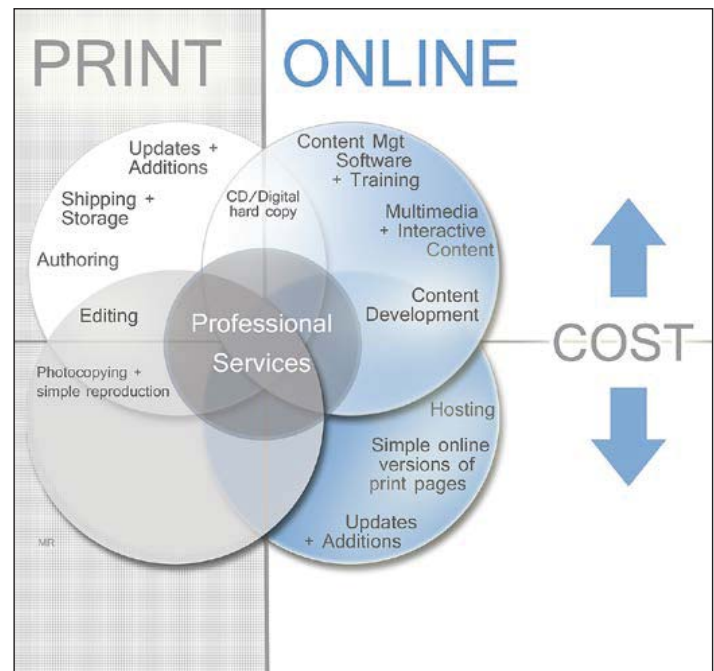 PRINT
ONLINE
Updates +
Additions
Shipping +
Storage
Authoring
Editing
Photocopying +
simple reproduction
CD/Digital
hard copy
Professional
Services
Content Mgt
Software
+ Training
Multimedia
+ Interactive
Content
Content
Development
Hosting
Simple online
versions of
print pages
Updates
+ Additions
COST
MR